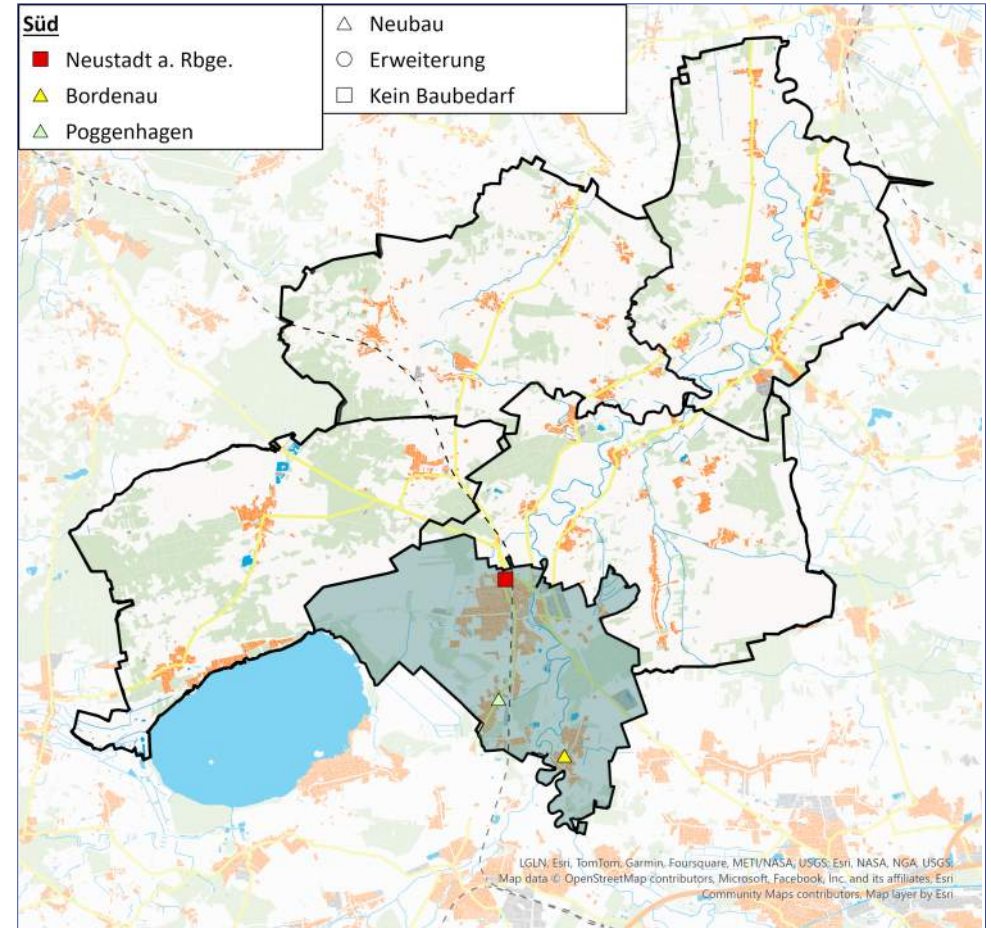 Süd
Neustadt a. Rbge.
Bordenau
Poggenhagen
Neubau
Erweiterung
Kein Baubedarf
LGLN, Esri, TomTom, Garmin, Foursquare, METI/NASA, USGS; Esri, NASA, NGA, USGS;
Map data © OpenStreetMap contributors, Microsoft, Facebook, Inc. and its affiliates, Esri
Community Maps contributors, Map layer by Esri